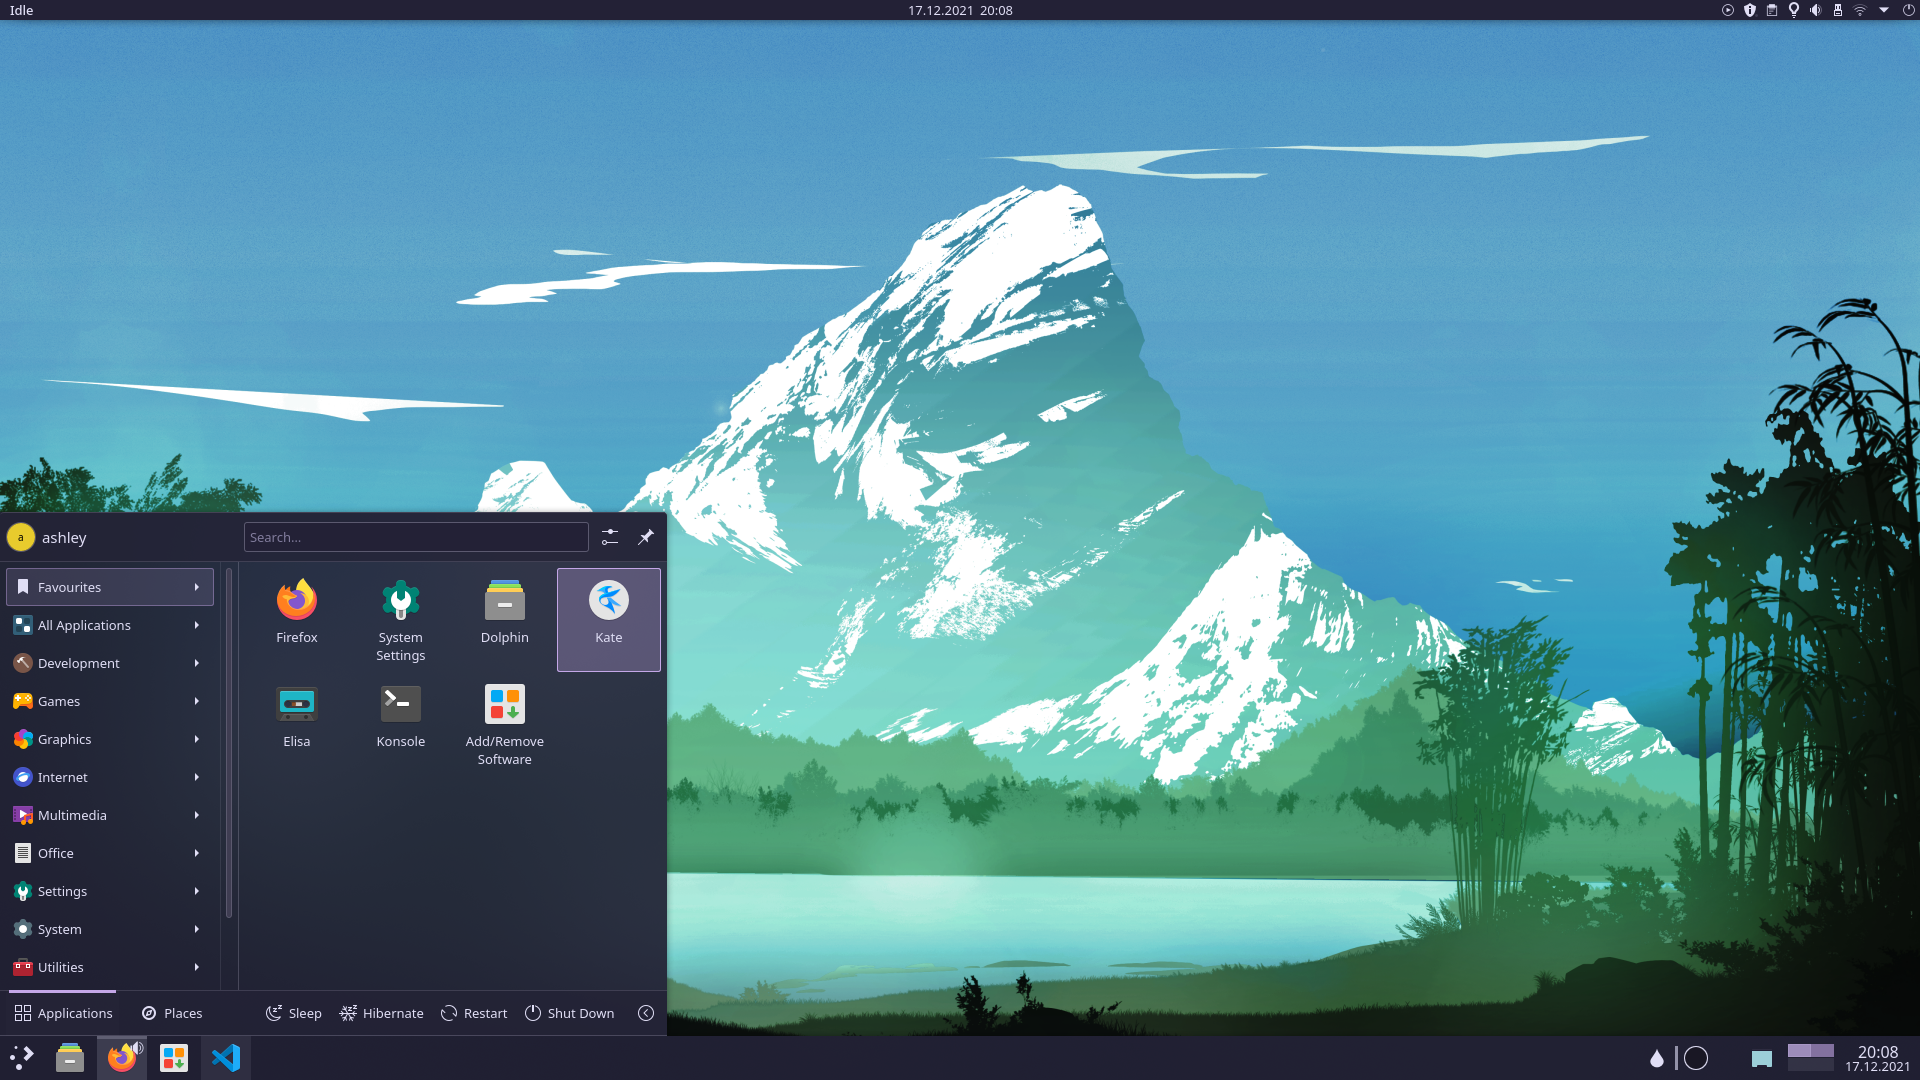 Idle
17.12.2021 20:08
a
ashley
Search...
Favourites
All Applications
Development
Games
Graphics
Internet
Multimedia
Office
Settings
System
Utilities
Firefox
System
Settings
Dolphin
Kate
Elisa
Konsole
Add/Remove
Software
Applications
Places
Sleep
Hibernate
Restart
Shut Down
20:08
17.12.2021